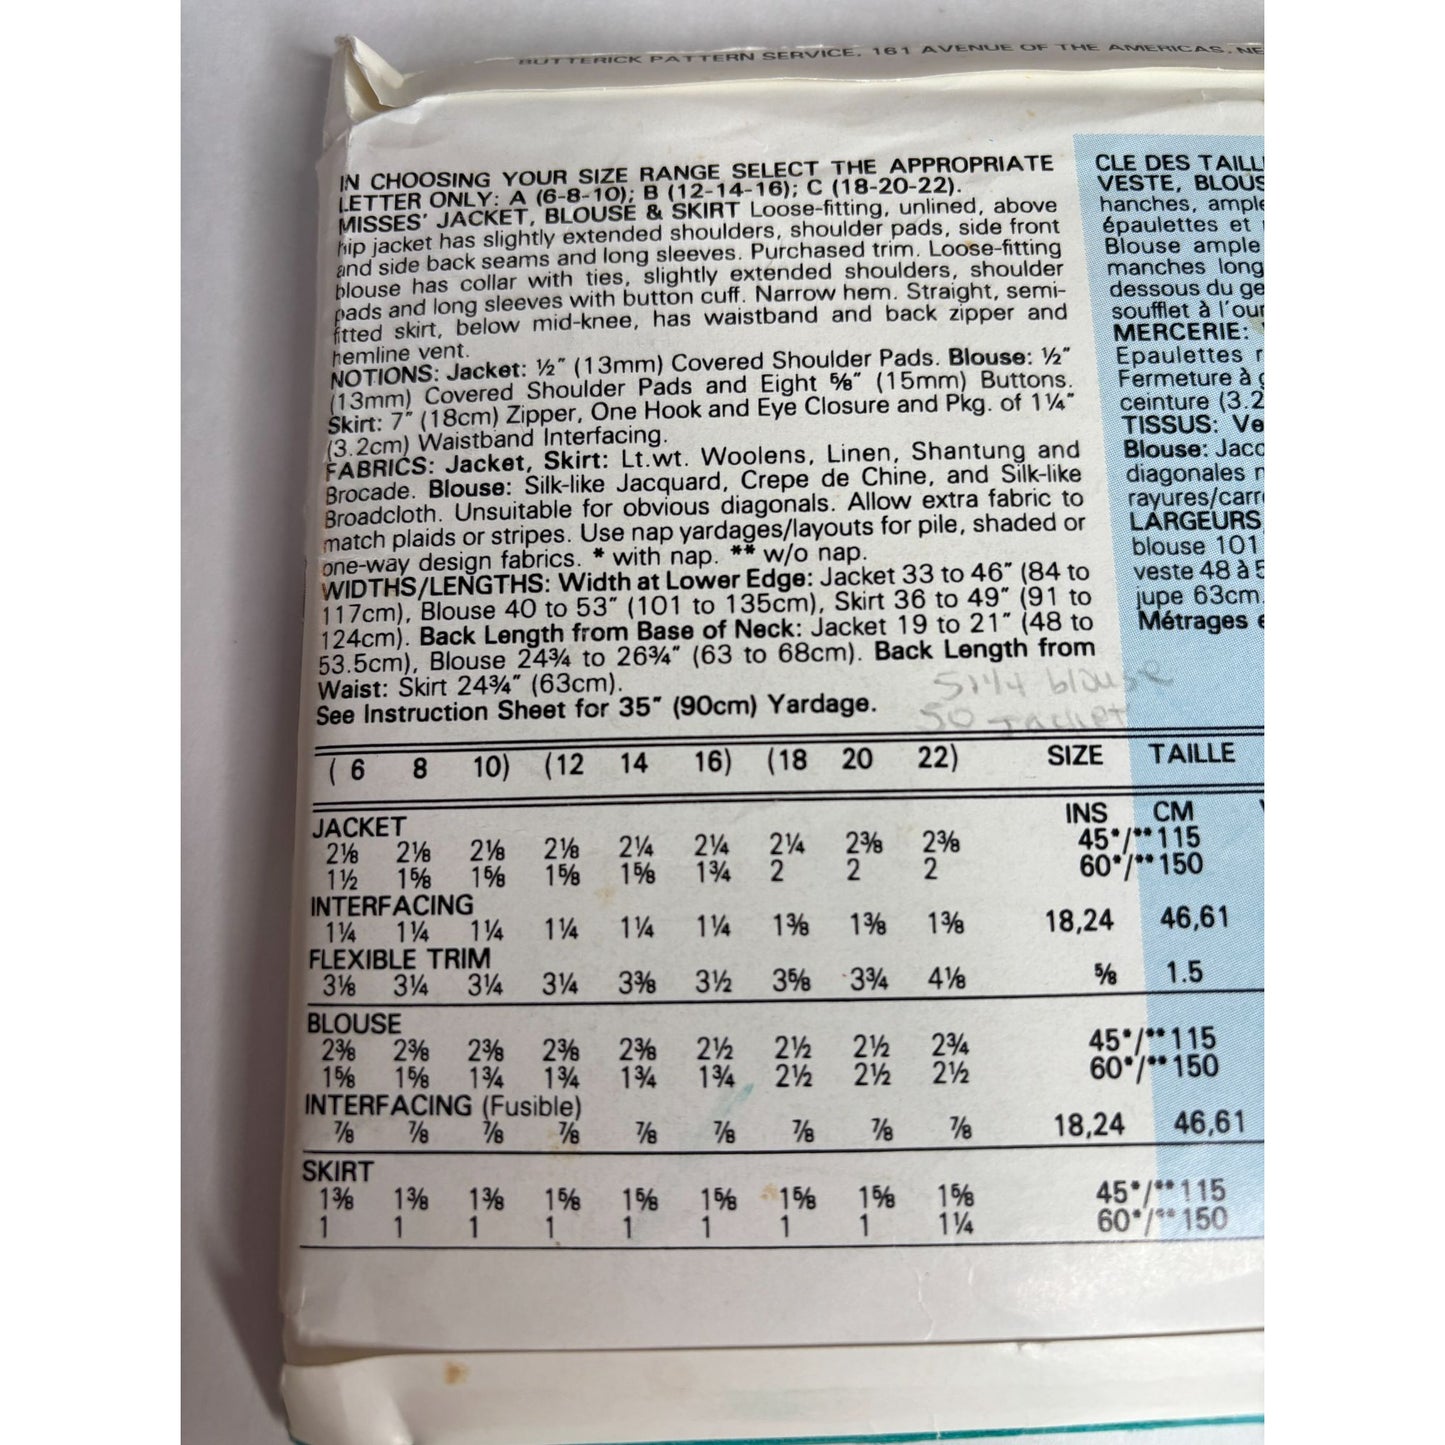 BUTTERICK PATTERN SERVICE, 161 AVENUE OF THE AMERICAS, NE
IN CHOOSING YOUR SIZE RANGE SELECT THE APPROPRIATE
LETTER ONLY: A (6-8-10); B (12-14-16); C (18-20-22).
MISSES' JACKET, BLOUSE & SKIRT Loose-fitting, unlined, above
hip jacket has slightly extended shoulders, shoulder pads, side front
and side back seams and long sleeves. Purchased trim. Loose-fitting
blouse has collar with ties, slightly extended shoulders, shoulder
pads and long sleeves with button cuff. Narrow hem. Straight, semi-
fitted skirt, below mid-knee, has waistband and back zipper and
hemline vent.
NOTIONS: Jacket: ½" (13mm) Covered Shoulder Pads. Blouse: ½"
(13mm) Covered Shoulder Pads and Eight ⅝" (15mm) Buttons.
Skirt: 7" (18cm) Zipper, One Hook and Eye Closure and Pkg. of 1¼"
(3.2cm) Waistband Interfacing.
FABRICS: Jacket, Skirt: Lt.wt. Woolens, Linen, Shantung and
Brocade. Blouse: Silk-like Jacquard, Crepe de Chine, and Silk-like
Broadcloth. Unsuitable for obvious diagonals. Allow extra fabric to
match plaids or stripes. Use nap yardages/layouts for pile, shaded or
one-way design fabrics. * with nap. ** w/o nap.
WIDTHS/LENGTHS: Width at Lower Edge: Jacket 33 to 46" (84 to
117cm), Blouse 40 to 53" (101 to 135cm), Skirt 36 to 49" (91 to
124cm). Back Length from Base of Neck: Jacket 19 to 21" (48 to
53.5cm), Blouse 24¾ to 26¾" (63 to 68cm). Back Length from
Waist: Skirt 24¾" (63cm).
See Instruction Sheet for 35" (90cm) Yardage.
51¼ blouse
50 Jacket
CLE DES TAILL
VESTE, BLOUS
hanches, ample
épaulettes et
Blouse ample
manches long
dessous du ge
soufflet à l'our
MERCERIE:
Epaulettes r
Fermeture à g
ceinture (3.2
TISSUS: Ve
Blouse: Jacq
diagonales n
rayures/carr
LARGEURS
blouse 101
veste 48 à 5
jupe 63cm.
Métrages e
(6 8 10) (12 14 16) (18 20 22) SIZE TAILLE
INS CM
JACKET
2⅛ 2⅛ 2⅛ 2⅛ 2¼ 2¼ 2¼ 2⅜ 2⅜ 45*/**115
1½ 1⅝ 1⅝ 1⅝ 1⅝ 1¾ 2 2 2 60*/**150
INTERFACING
1¼ 1¼ 1¼ 1¼ 1¼ 1¼ 1⅜ 1⅜ 1⅜ 18,24 46,61
FLEXIBLE TRIM
3⅛ 3¼ 3¼ 3¼ 3⅜ 3½ 3⅝ 3¾ 4⅛ ⅝ 1.5
BLOUSE
2⅜ 2⅜ 2⅜ 2⅜ 2⅜ 2½ 2½ 2½ 2¾ 45*/**115
1⅝ 1⅝ 1¾ 1¾ 1¾ 1¾ 2½ 2½ 2½ 60*/**150
INTERFACING (Fusible)
⅞ ⅞ ⅞ ⅞ ⅞ ⅞ ⅞ ⅞ ⅞ 18,24 46,61
SKIRT
1⅜ 1⅜ 1⅜ 1⅝ 1⅝ 1⅝ 1⅝ 1⅝ 1⅝ 45*/**115
1 1 1 1 1 1 1 1 1¼ 60*/**150